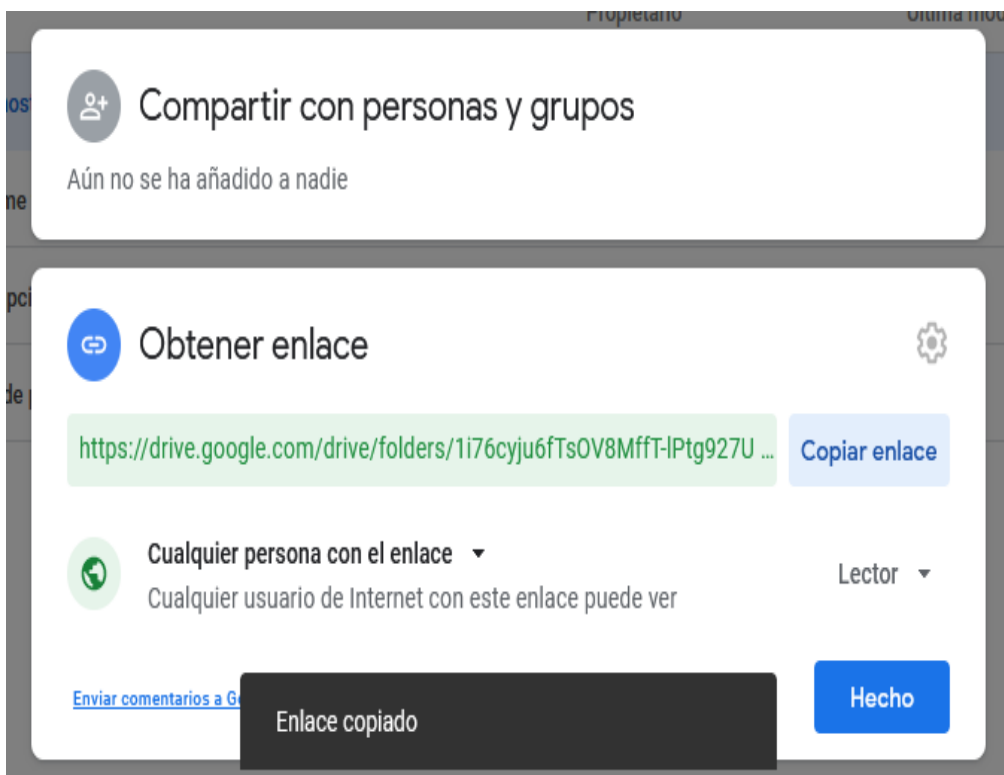 Propietario
Compartir con personas y grupos
Aún no se ha añadido a nadie
Obtener enlace
https://drive.google.com/drive/folders/1i76cyju6fTsOV8MffT-lPtg927U ...
Copiar enlace
Cualquier persona con el enlace
Lector
Cualquier usuario de Internet con este enlace puede ver
Enviar comentarios a G
Enlace copiado
Hecho